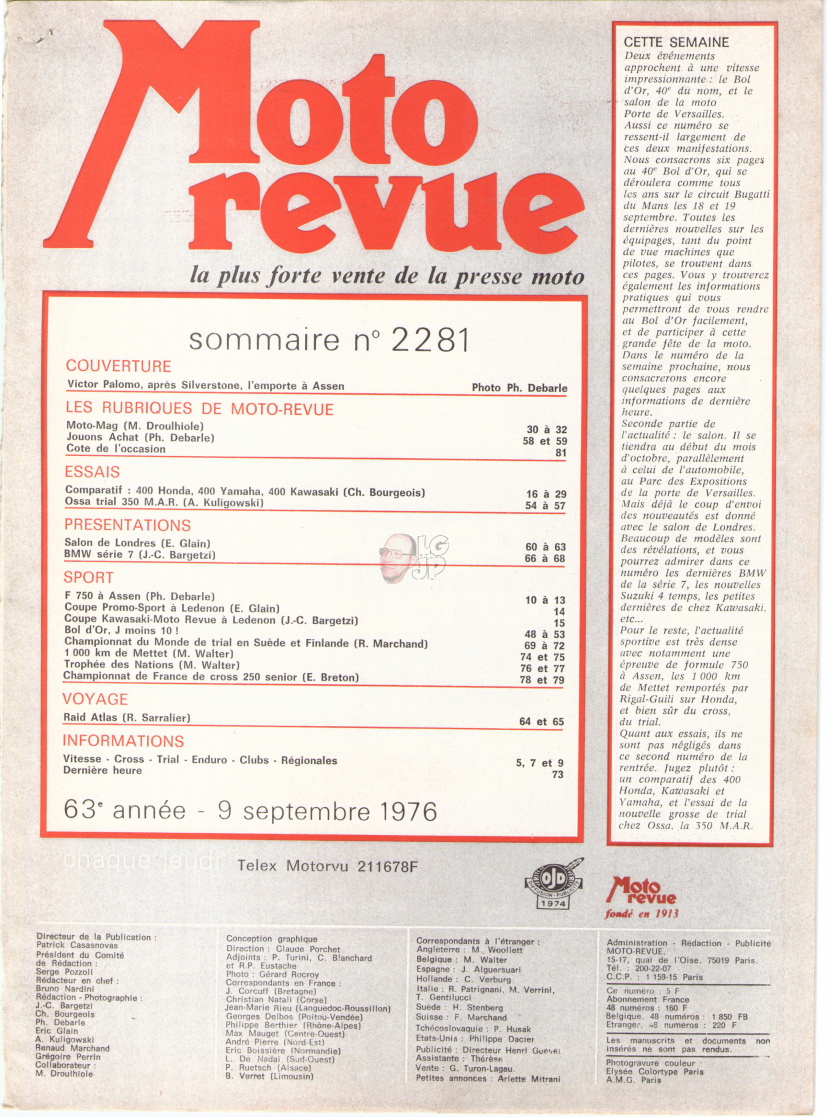 Moto
revue
la plus forte vente de la presse moto
sommaire n° 2281
COUVERTURE
Victor Palomo, après Silverstone, l'emporte à Assen Photo Ph. Debarle
LES RUBRIQUES DE MOTO-REVUE
Moto-Mag (M. Droulhiole) 30 à 32
Jouons Achat (Ph. Debarle) 58 et 59
Cote de l'occasion 81
ESSAIS
Comparatif : 400 Honda, 400 Yamaha, 400 Kawasaki (Ch. Bourgeois) 16 à 29
Ossa trial 350 M.A.R. (A. Kuligowski) 54 à 57
PRESENTATIONS
Salon de Londres (E. Glain) 60 à 63
BMW série 7 (J.-C. Bargetzi) 66 à 68
LG
JP
SPORT
F 750 à Assen (Ph. Debarle) 10 à 13
Coupe Promo-Sport à Ledenon (E. Glain) 14
Coupe Kawasaki-Moto Revue à Ledenon (J.-C. Bargetzi) 15
Bol d'Or, J moins 10 ! 48 à 53
Championnat du Monde de trial en Suède et Finlande (R. Marchand) 69 à 72
1 000 km de Mettet (M. Walter) 74 et 75
Trophée des Nations (M. Walter) 76 et 77
Championnat de France de cross 250 senior (E. Breton) 78 et 79
VOYAGE
Raid Atlas (R. Sarralier) 64 et 65
INFORMATIONS
Vitesse - Cross - Trial - Enduro - Clubs - Régionales 5, 7 et 9
Dernière heure 73
63e année - 9 septembre 1976
chaque jeudi
Telex Motorvu 211678F
CETTE SEMAINE
Deux événements
approchent à une vitesse
impressionnante : le Bol
d'Or, 40e du nom, et le
salon de la moto
Porte de Versailles.
Aussi ce numéro se
ressent-il largement de
ces deux manifestations.
Nous consacrons six pages
au 40e Bol d'Or, qui se
déroulera comme tous
les ans sur le circuit Bugatti
du Mans les 18 et 19
septembre. Toutes les
dernières nouvelles sur les
équipages, tant du point
de vue machines que
pilotes, se trouvent dans
ces pages. Vous y trouverez
également les informations
pratiques qui vous
permettront de vous rendre
au Bol d'Or facilement,
et de participer à cette
grande fête de la moto.
Dans le numéro de la
semaine prochaine, nous
consacrerons encore
quelques pages aux
informations de dernière
heure.
Seconde partie de
l'actualité : le salon. Il se
tiendra au début du mois
d'octobre, parallèlement
à celui de l'automobile,
au Parc des Expositions
de la porte de Versailles.
Mais déjà le coup d'envoi
des nouveautés est donné
avec le salon de Londres.
Beaucoup de modèles sont
des révélations, et vous
pourrez admirer dans ce
numéro les dernières BMW
de la série 7, les nouvelles
Suzuki 4 temps, les petites
dernières de chez Kawasaki,
etc...
Pour le reste, l'actualité
sportive est très dense
avec notamment une
épreuve de formule 750
à Assen, les 1 000 km
de Mettet remportés par
Rigal-Guili sur Honda,
et bien sûr du cross,
du trial.
Quant aux essais, ils ne
sont pas négligés dans
ce second numéro de la
rentrée. Jugez plutôt :
un comparatif des 400
Honda, Kawasaki et
Yamaha, et l'essai de la
nouvelle grosse de trial
chez Ossa, la 350 M.A.R.
OJD
DIFFUSION-PUBLICITE
1974
Moto
revue
fondé en 1913
Directeur de la Publication :
Patrick Casasnovas
Président du Comité
de Rédaction :
Serge Pozzoli
Rédacteur en chef :
Bruno Nardini
Rédaction - Photographie :
J.-C. Bargetzi
Ch. Bourgeois
Ph. Debarle
Eric Glain
A. Kuligowski
Renaud Marchand
Grégoire Perrin
Collaborateur :
M. Droulhiole
Conception graphique
Direction : Claude Porchet
Adjoints : P. Turini, C. Blanchard
et R.P. Eustache
Photo : Gérard Rocroy
Correspondants en France :
J. Corcuff (Bretagne)
Christian Natali (Corse)
Jean-Marie Rieu (Languedoc-Roussillon)
Georges Delbos (Poitou-Vendée)
Philippe Berthier (Rhône-Alpes)
Max Mauget (Centre-Ouest)
André Pierre (Nord-Est)
Eric Boissière (Normandie)
L. De Nadaï (Sud-Ouest)
P. Ruetsch (Alsace)
B. Verret (Limousin)
Correspondants à l'étranger :
Angleterre : M. Woollett
Belgique : M. Walter
Espagne : J. Alguersuari
Hollande : C. Verburg
Italie : R. Patrignani, M. Verrini,
T. Gentilucci
Suède : H. Stenberg
Suisse : F. Marchand
Tchécoslovaquie : P. Husak
Etats-Unis : Philippe Dacier
Publicité : Directeur Henri
Assistante : Thérèse
Vente : G. Turon-Lagau.
Petites annonces : Arlette Mitrani
Administration - Rédaction - Publicité
MOTO-REVUE.
15-17, quai de l'Oise, 75019 Paris.
Tél. : 200-22-07
C.C.P. : 1 159-15 Paris
Ce numéro : 5 F
Abonnement France
48 numéros : 160 F
Belgique, 48 numéros : 1 850 FB
Etranger, 48 numéros : 220 F
Les manuscrits et documents non
insérés ne sont pas rendus.
Photogravure couleur :
Elysée Colortype Paris
A.M.G. Paris